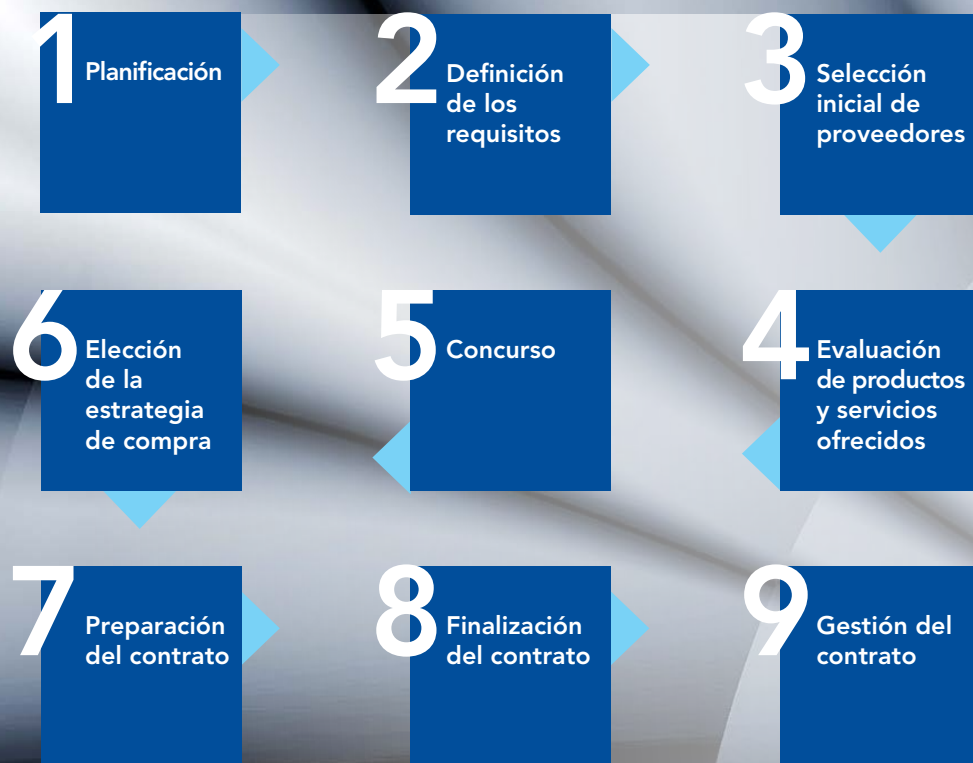 1
Planificación
2
Definición
de los
requisitos
3
Selección
inicial de
proveedores
4
Evaluación
de productos
y servicios
ofrecidos
5
Concurso
6
Elección
de la
estrategia
de compra
7
Preparación
del contrato
8
Finalización
del contrato
9
Gestión del
contrato